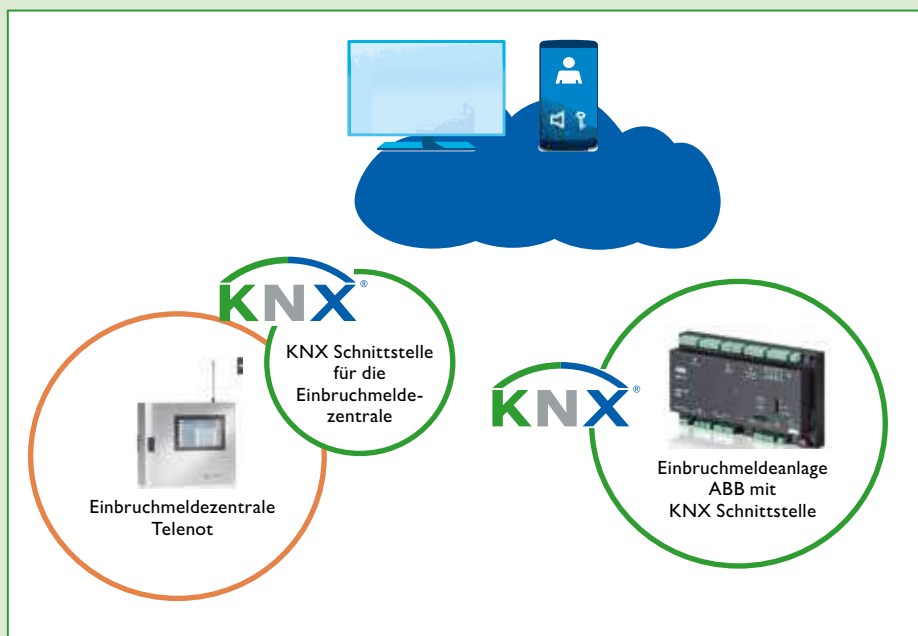 KNX®
KNX Schnittstelle
für die
Einbruchmelde-
zentrale
Einbruchmeldezentrale
Telenot
KNX®
Einbruchmeldeanlage
ABB mit
KNX Schnittstelle